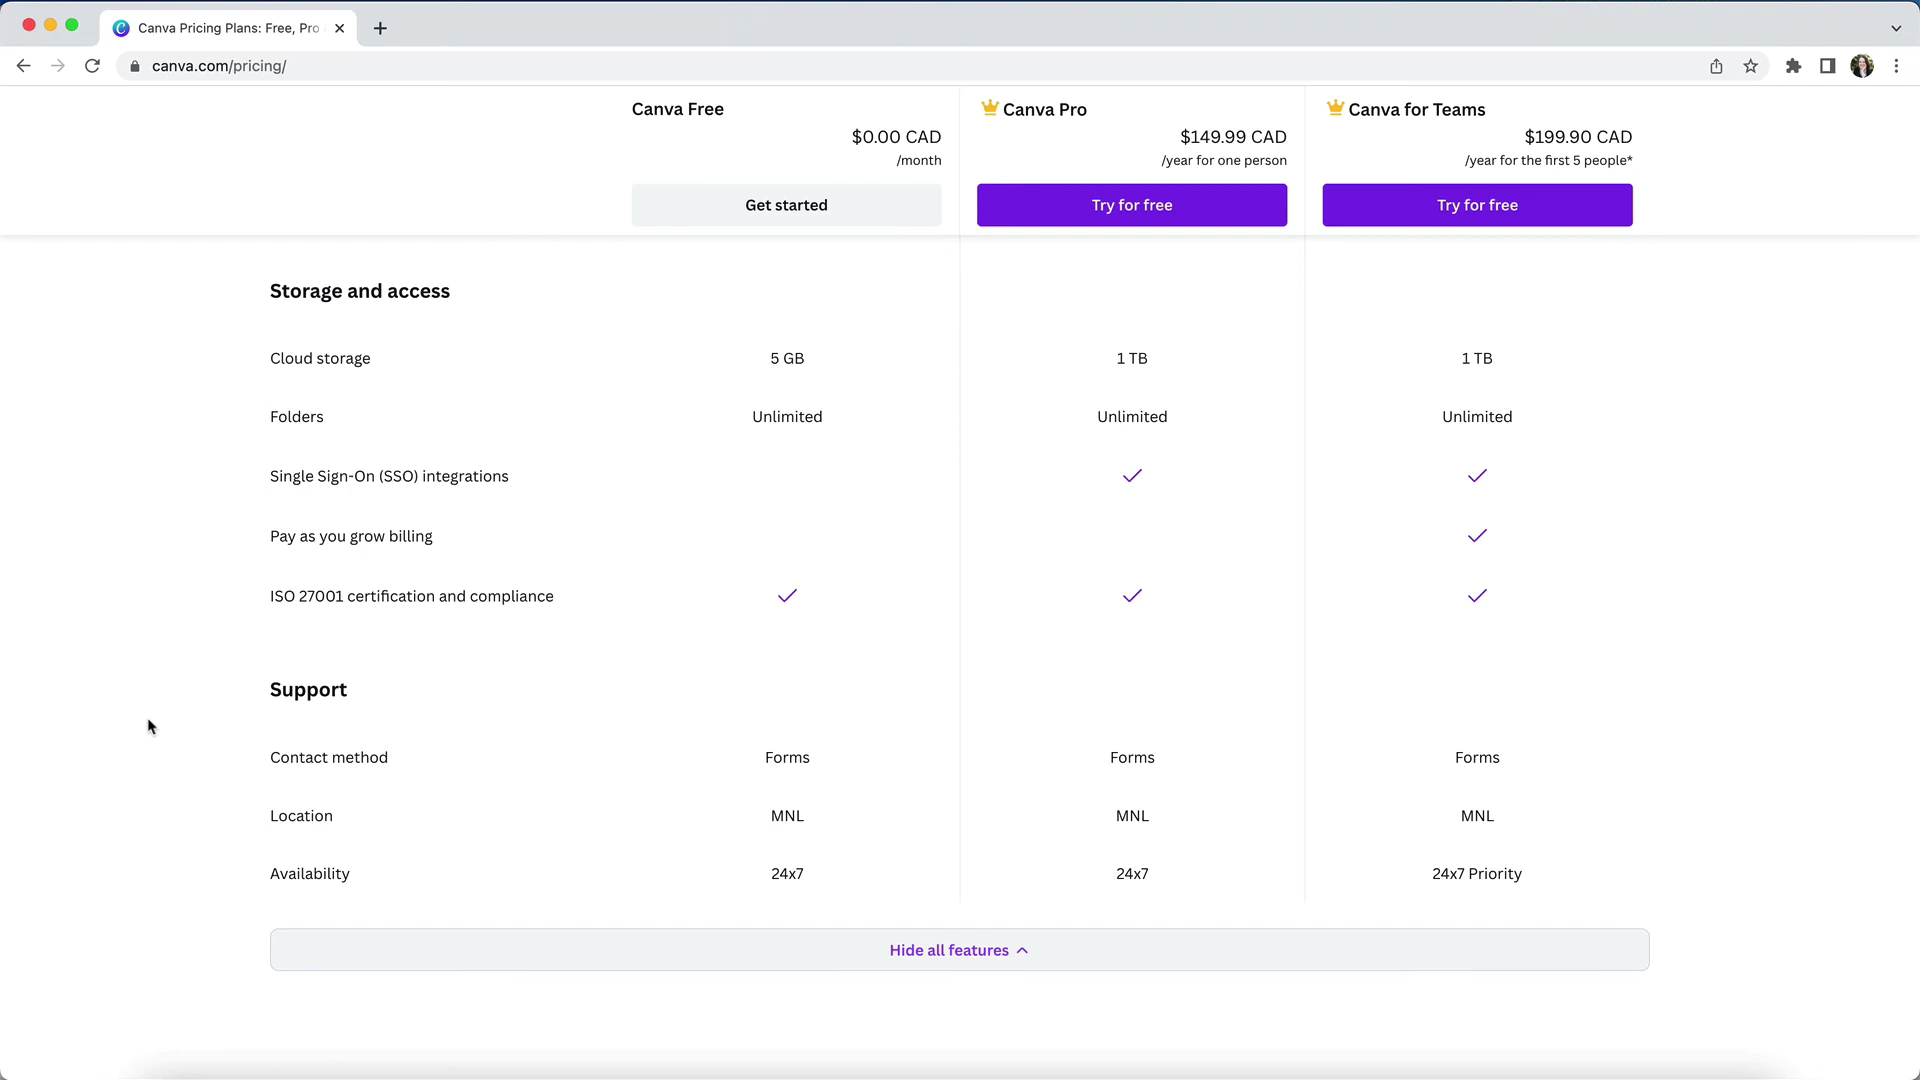 Canva Pricing Plans: Free, Pro
canva.com/pricing/
Canva Free
$0.00 CAD
/month
Get started
Canva Pro
$149.99 CAD
/year for one person
Try for free
Canva for Teams
$199.90 CAD
/year for the first 5 people*
Try for free
Storage and access
Cloud storage 5 GB 1 TB 1 TB
Folders Unlimited Unlimited Unlimited
Single Sign-On (SSO) integrations
Pay as you grow billing
ISO 27001 certification and compliance
Support
Contact method Forms Forms Forms
Location MNL MNL MNL
Availability 24x7 24x7 24x7 Priority
Hide all features